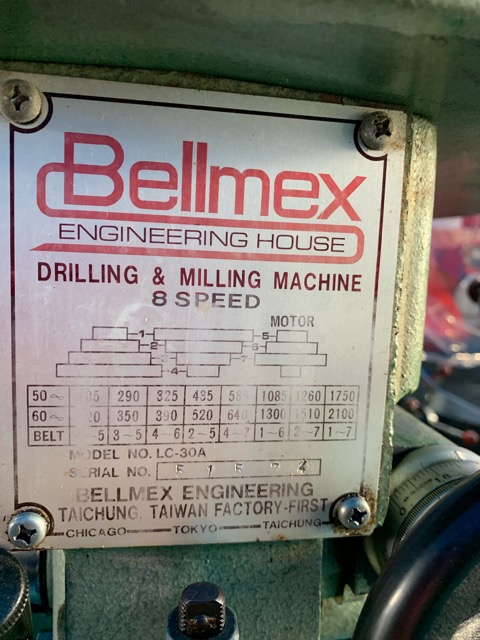 Bellmex
ENGINEERING HOUSE
DRILLING & MILLING MACHINE
8 SPEED
MOTOR
1 5
2 6
3 7
4
50~ 290 325 435 1085 1260 1750
60~ 350 390 520 640 1300 1510 2100
BELT 3-5 4-6 2-5 4-7 1-6 2-7 1-7
MODEL NO. LC-30A
SERIAL NO. 51574
BELLMEX ENGINEERING
TAICHUNG, TAIWAN FACTORY-FIRST
CHICAGO TOKYO TAICHUNG